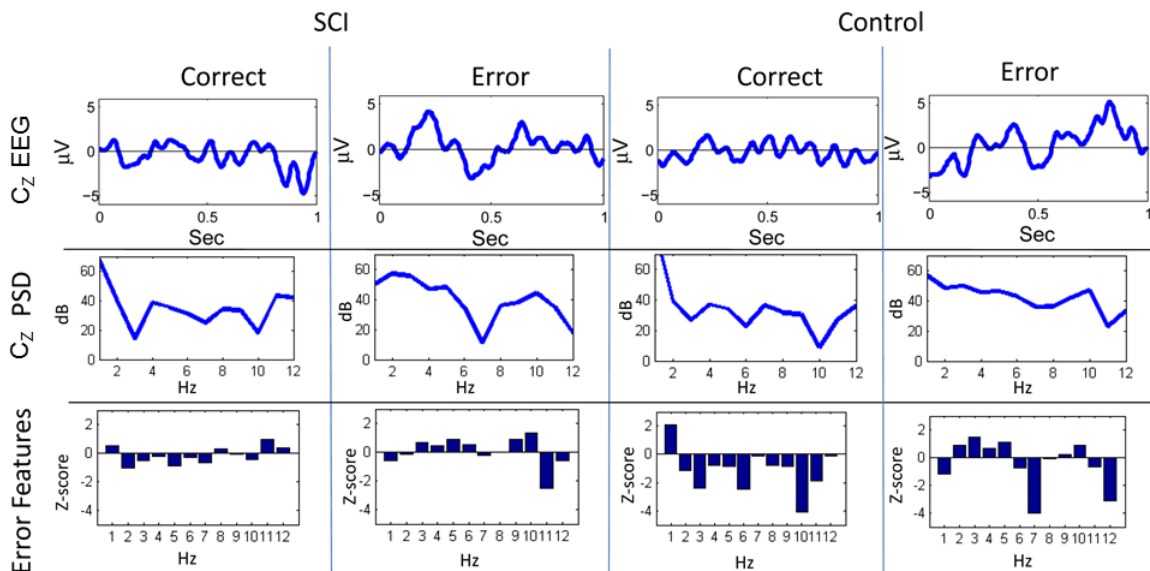 SCI Control
Correct Error Correct Error
C_Z EEG
μV 5 0 −5
0 0.5 1
Sec
μV 5 0 −5
0 0.5 1
Sec
μV 5 0 −5
0 0.5 1
Sec
μV 5 0 −5
0 0.5 1
Sec
C_Z PSD
dB 60 40 20 0
2 4 6 8 10 12
Hz
dB 60 40 20 0
2 4 6 8 10 12
Hz
dB 60 40 20 0
2 4 6 8 10 12
Hz
dB 60 40 20 0
2 4 6 8 10 12
Hz
Error Features
Z-score 2 0 -2 -4
1 2 3 4 5 6 7 8 9 10 11 12
Hz
Z-score 2 0 -2 -4
1 2 3 4 5 6 7 8 9 10 11 12
Hz
Z-score 2 0 -2 -4
1 2 3 4 5 6 7 8 9 10 11 12
Hz
Z-score 2 0 -2 -4
1 2 3 4 5 6 7 8 9 10 11 12
Hz